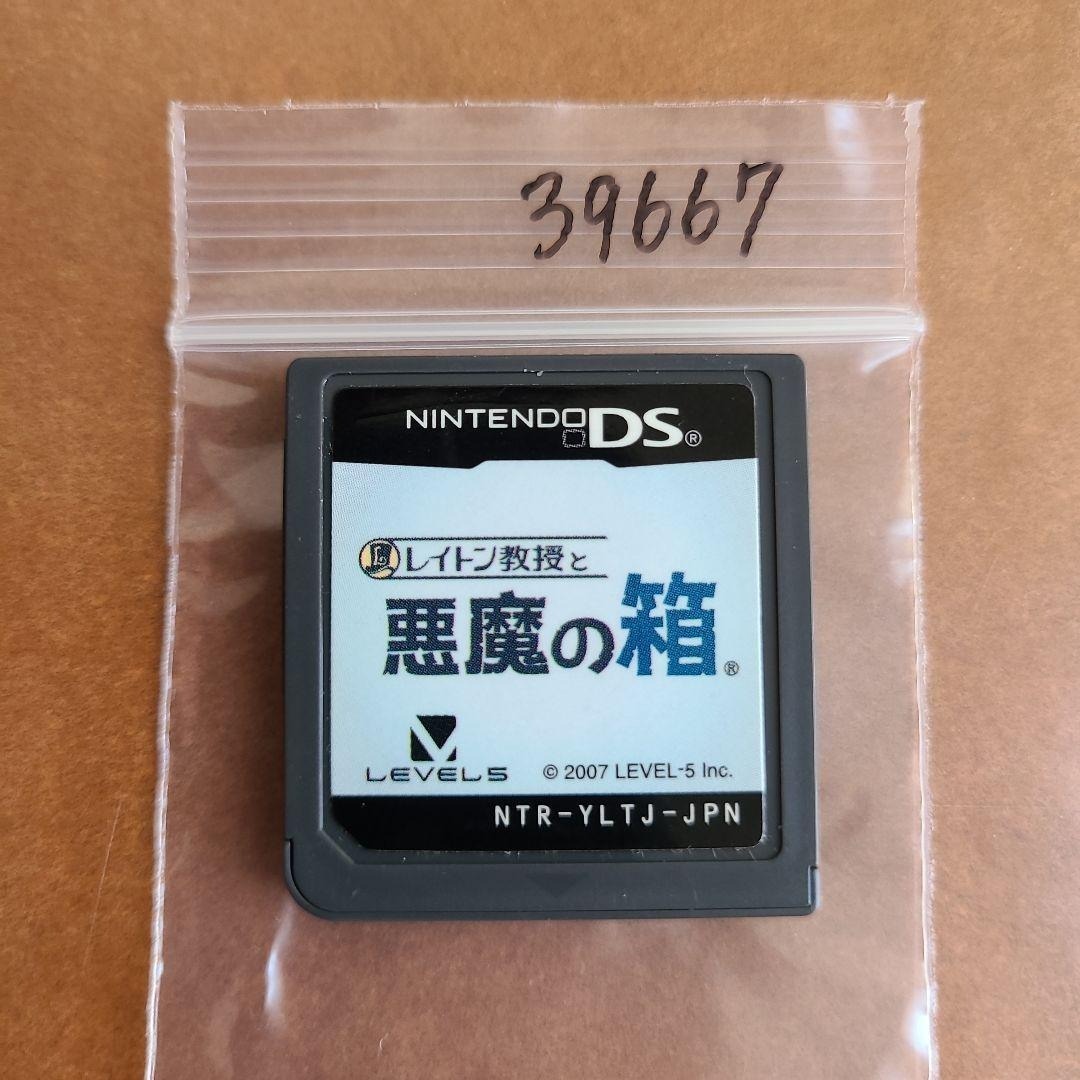 39667
NINTENDO DS®
レイトン教授と
悪魔の箱®
LEVEL5
© 2007 LEVEL-5 Inc.
NTR-YLTJ-JPN